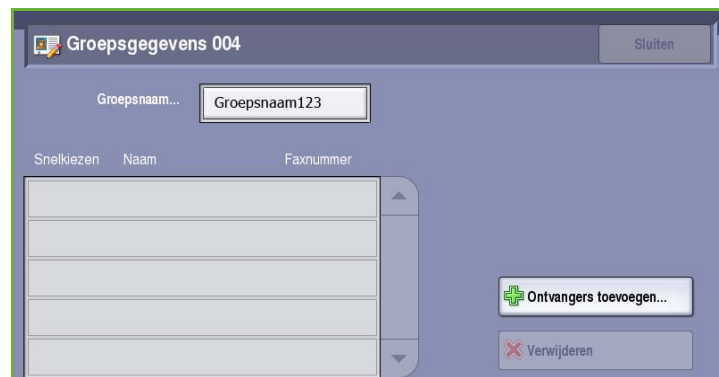 Groepsgegevens 004
Sluiten
Groepsnaam... Groepsnaam123
Snelkiezen Naam Faxnummer
Ontvangers toevoegen...
Verwijderen